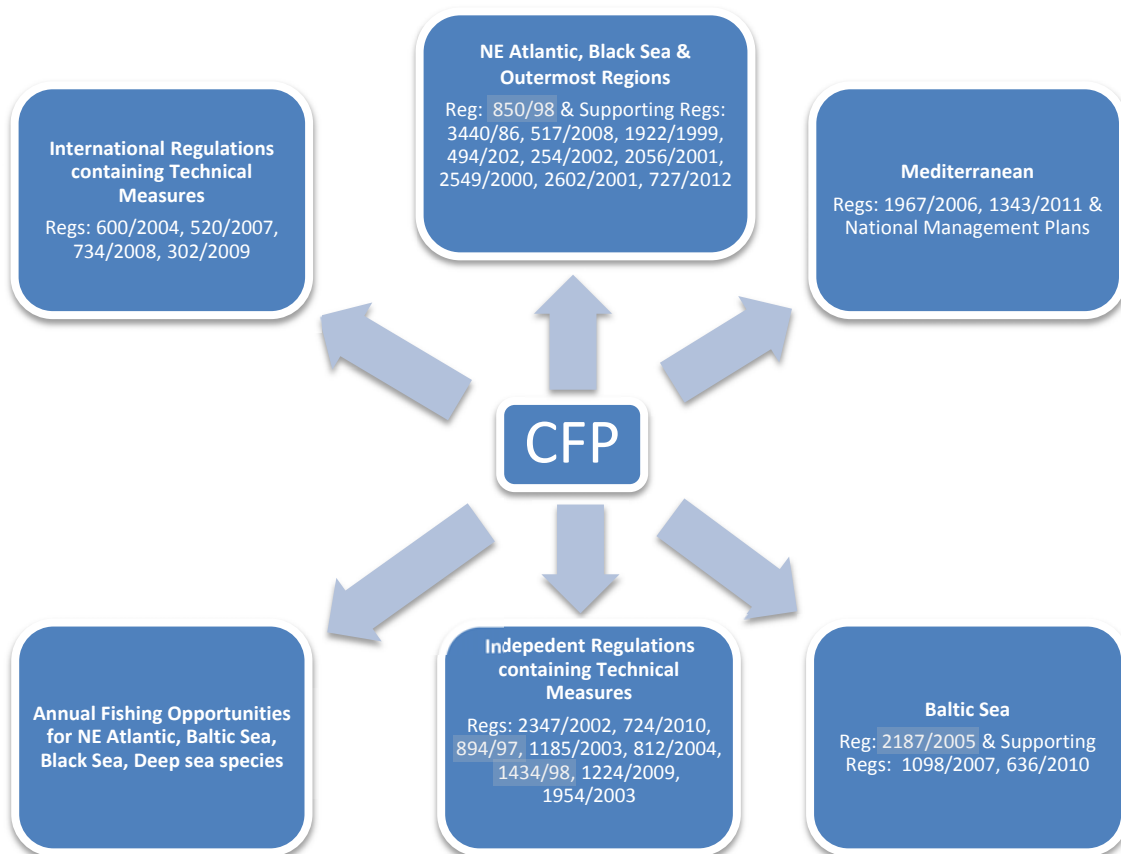 NE Atlantic, Black Sea &
Outermost Regions
Reg: 850/98 & Supporting Regs:
3440/86, 517/2008, 1922/1999,
494/202, 254/2002, 2056/2001,
2549/2000, 2602/2001, 727/2012
International Regulations
containing Technical
Measures
Regs: 600/2004, 520/2007,
734/2008, 302/2009
Mediterranean
Regs: 1967/2006, 1343/2011 &
National Management Plans
CFP
Annual Fishing Opportunities
for NE Atlantic, Baltic Sea,
Black Sea, Deep sea species
Indepedent Regulations
containing Technical
Measures
Regs: 2347/2002, 724/2010,
894/97, 1185/2003, 812/2004,
1434/98, 1224/2009,
1954/2003
Baltic Sea
Reg: 2187/2005 & Supporting
Regs: 1098/2007, 636/2010